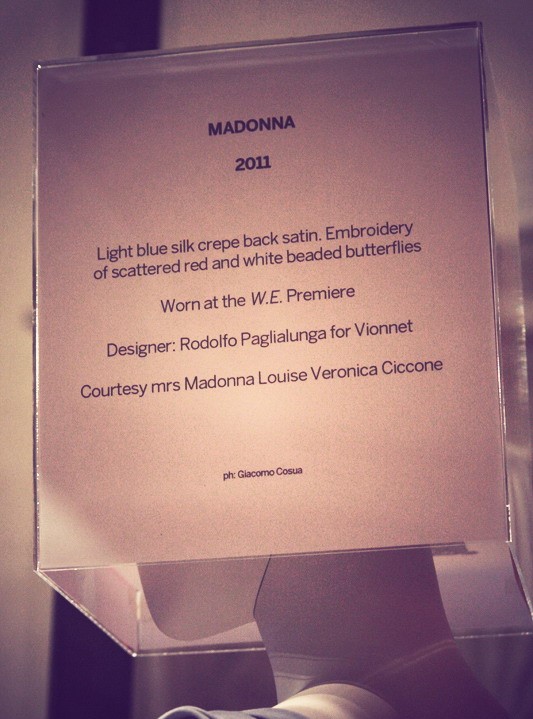 MADONNA
2011
Light blue silk crepe back satin. Embroidery
of scattered red and white beaded butterflies
Worn at the W.E. Premiere
Designer: Rodolfo Paglialunga for Vionnet
Courtesy mrs Madonna Louise Veronica Ciccone
ph: Giacomo Cosua